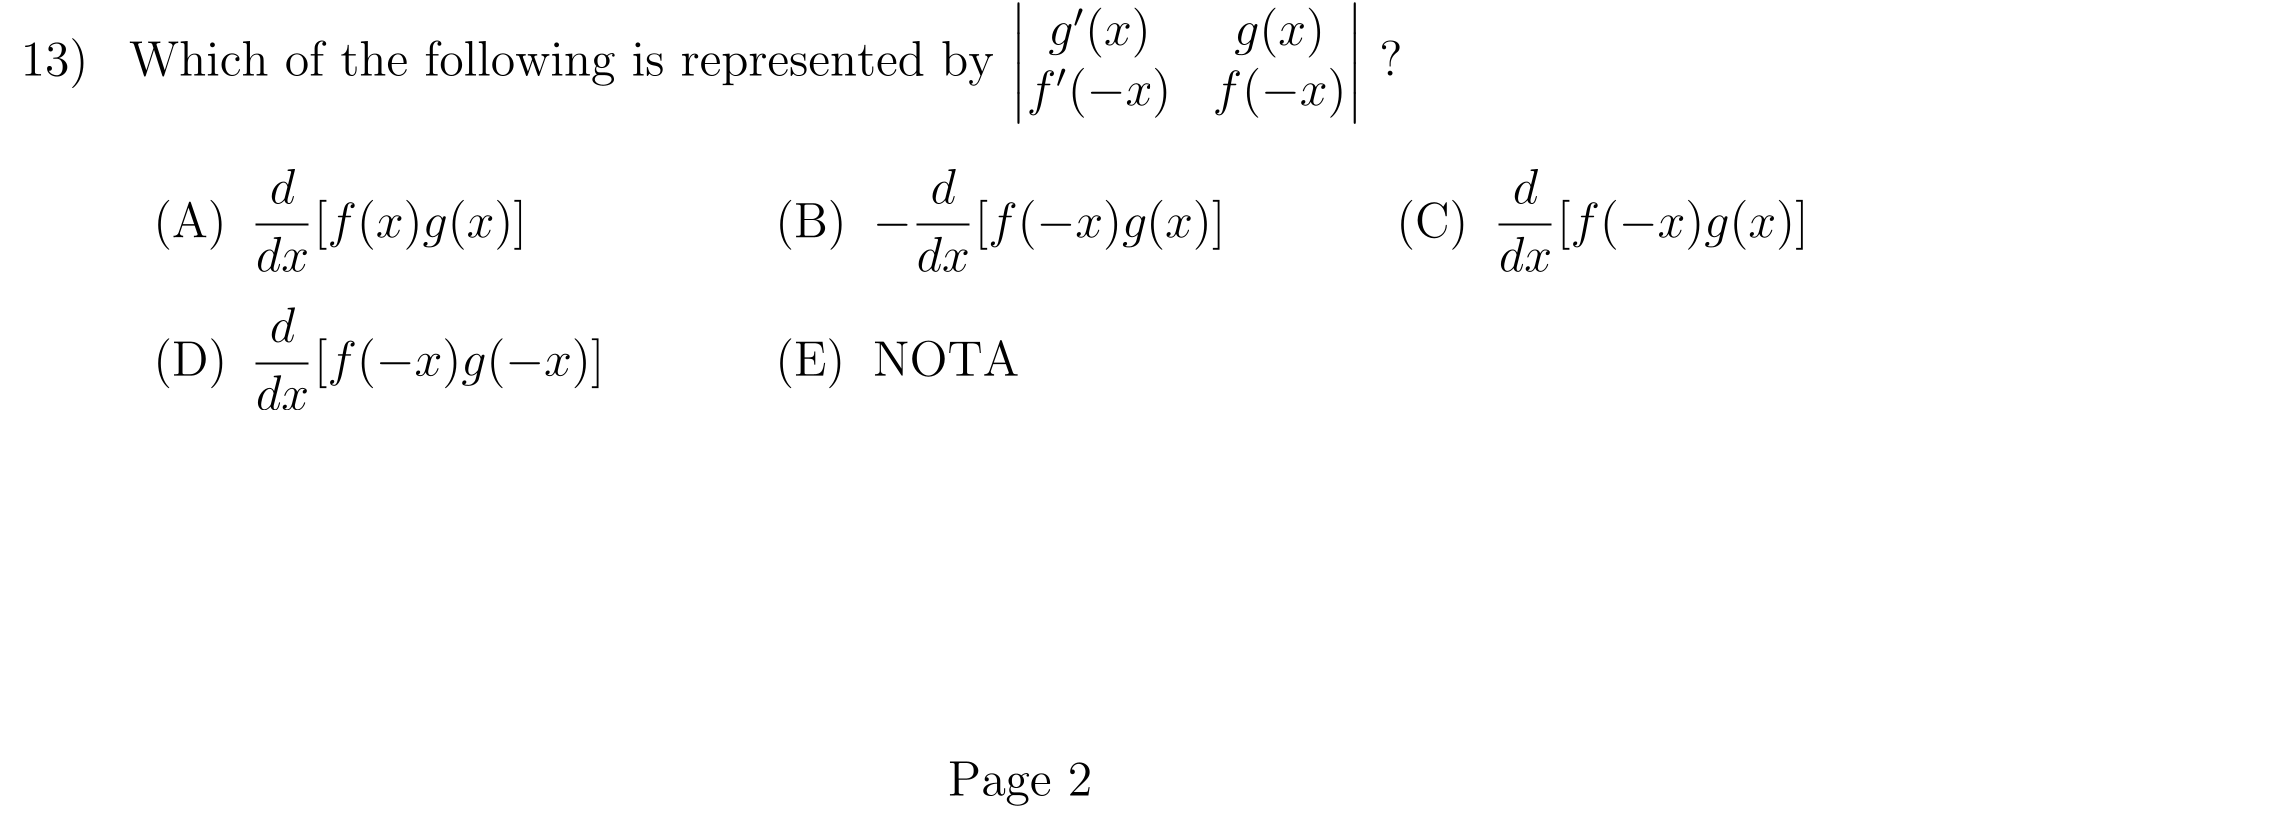 13) Which of the following is represented by $\begin{vmatrix} g'(x) & g(x) \\ f'(-x) & f(-x) \end{vmatrix}$ ?
(A) $\frac{d}{dx}[f(x)g(x)]$ (B) $-\frac{d}{dx}[f(-x)g(x)]$ (C) $\frac{d}{dx}[f(-x)g(x)]$
(D) $\frac{d}{dx}[f(-x)g(-x)]$ (E) NOTA
Page 2